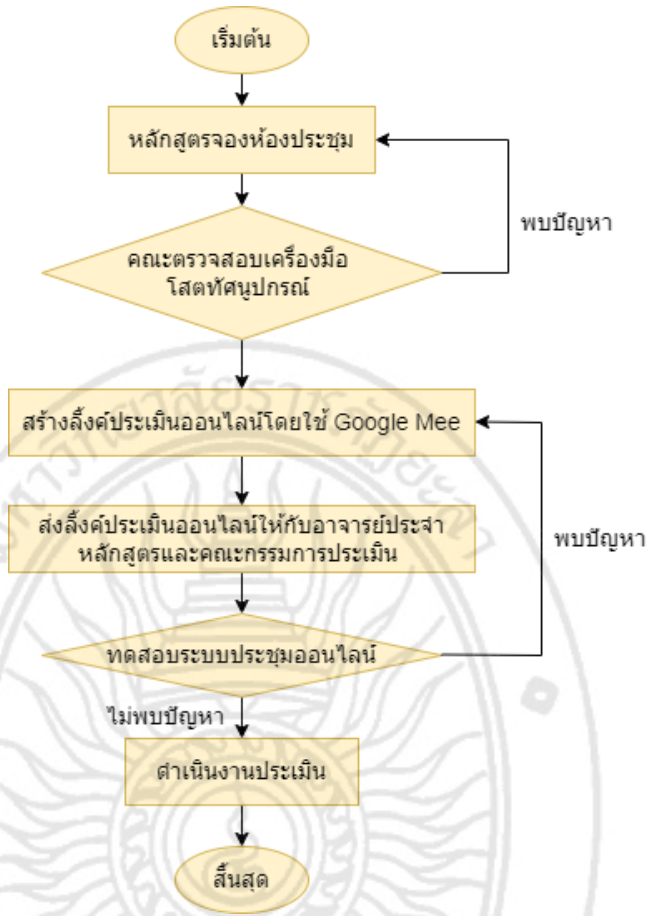 เริ่มต้น
หลักสูตรจองห้องประชุม
พบปัญหา
คณะตรวจสอบเครื่องมือ
โสตทัศนูปกรณ์
สร้างลิ้งค์ประเมินออนไลน์โดยใช้ Google Mee
ส่งลิ้งค์ประเมินออนไลน์ให้กับอาจารย์ประจำ
หลักสูตรและคณะกรรมการประเมิน
พบปัญหา
ทดสอบระบบประชุมออนไลน์
ไม่พบปัญหา
ดำเนินงานประเมิน
สิ้นสุด